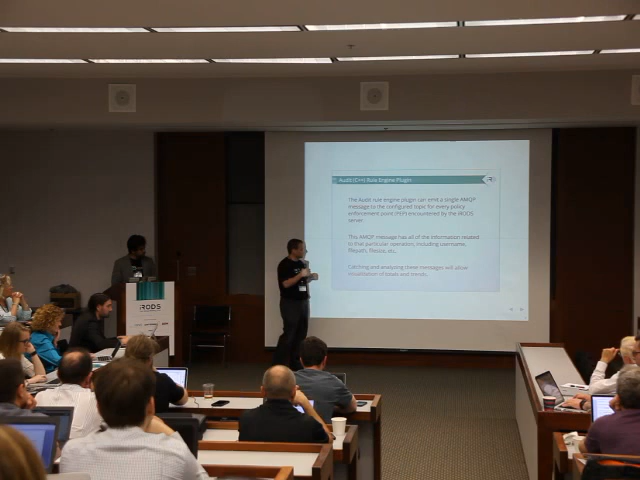 Audit (C++) Rule Engine Plugin
The Audit rule engine plugin can emit a single AMQP
message to the configured topic for every policy
enforcement point (PEP) encountered by the iRODS
server.
This AMQP message has all of the information related
to that particular operation, including username,
filepath, filesize, etc.
Catching and analyzing these messages will allow
visualization of totals and trends.
iRODS